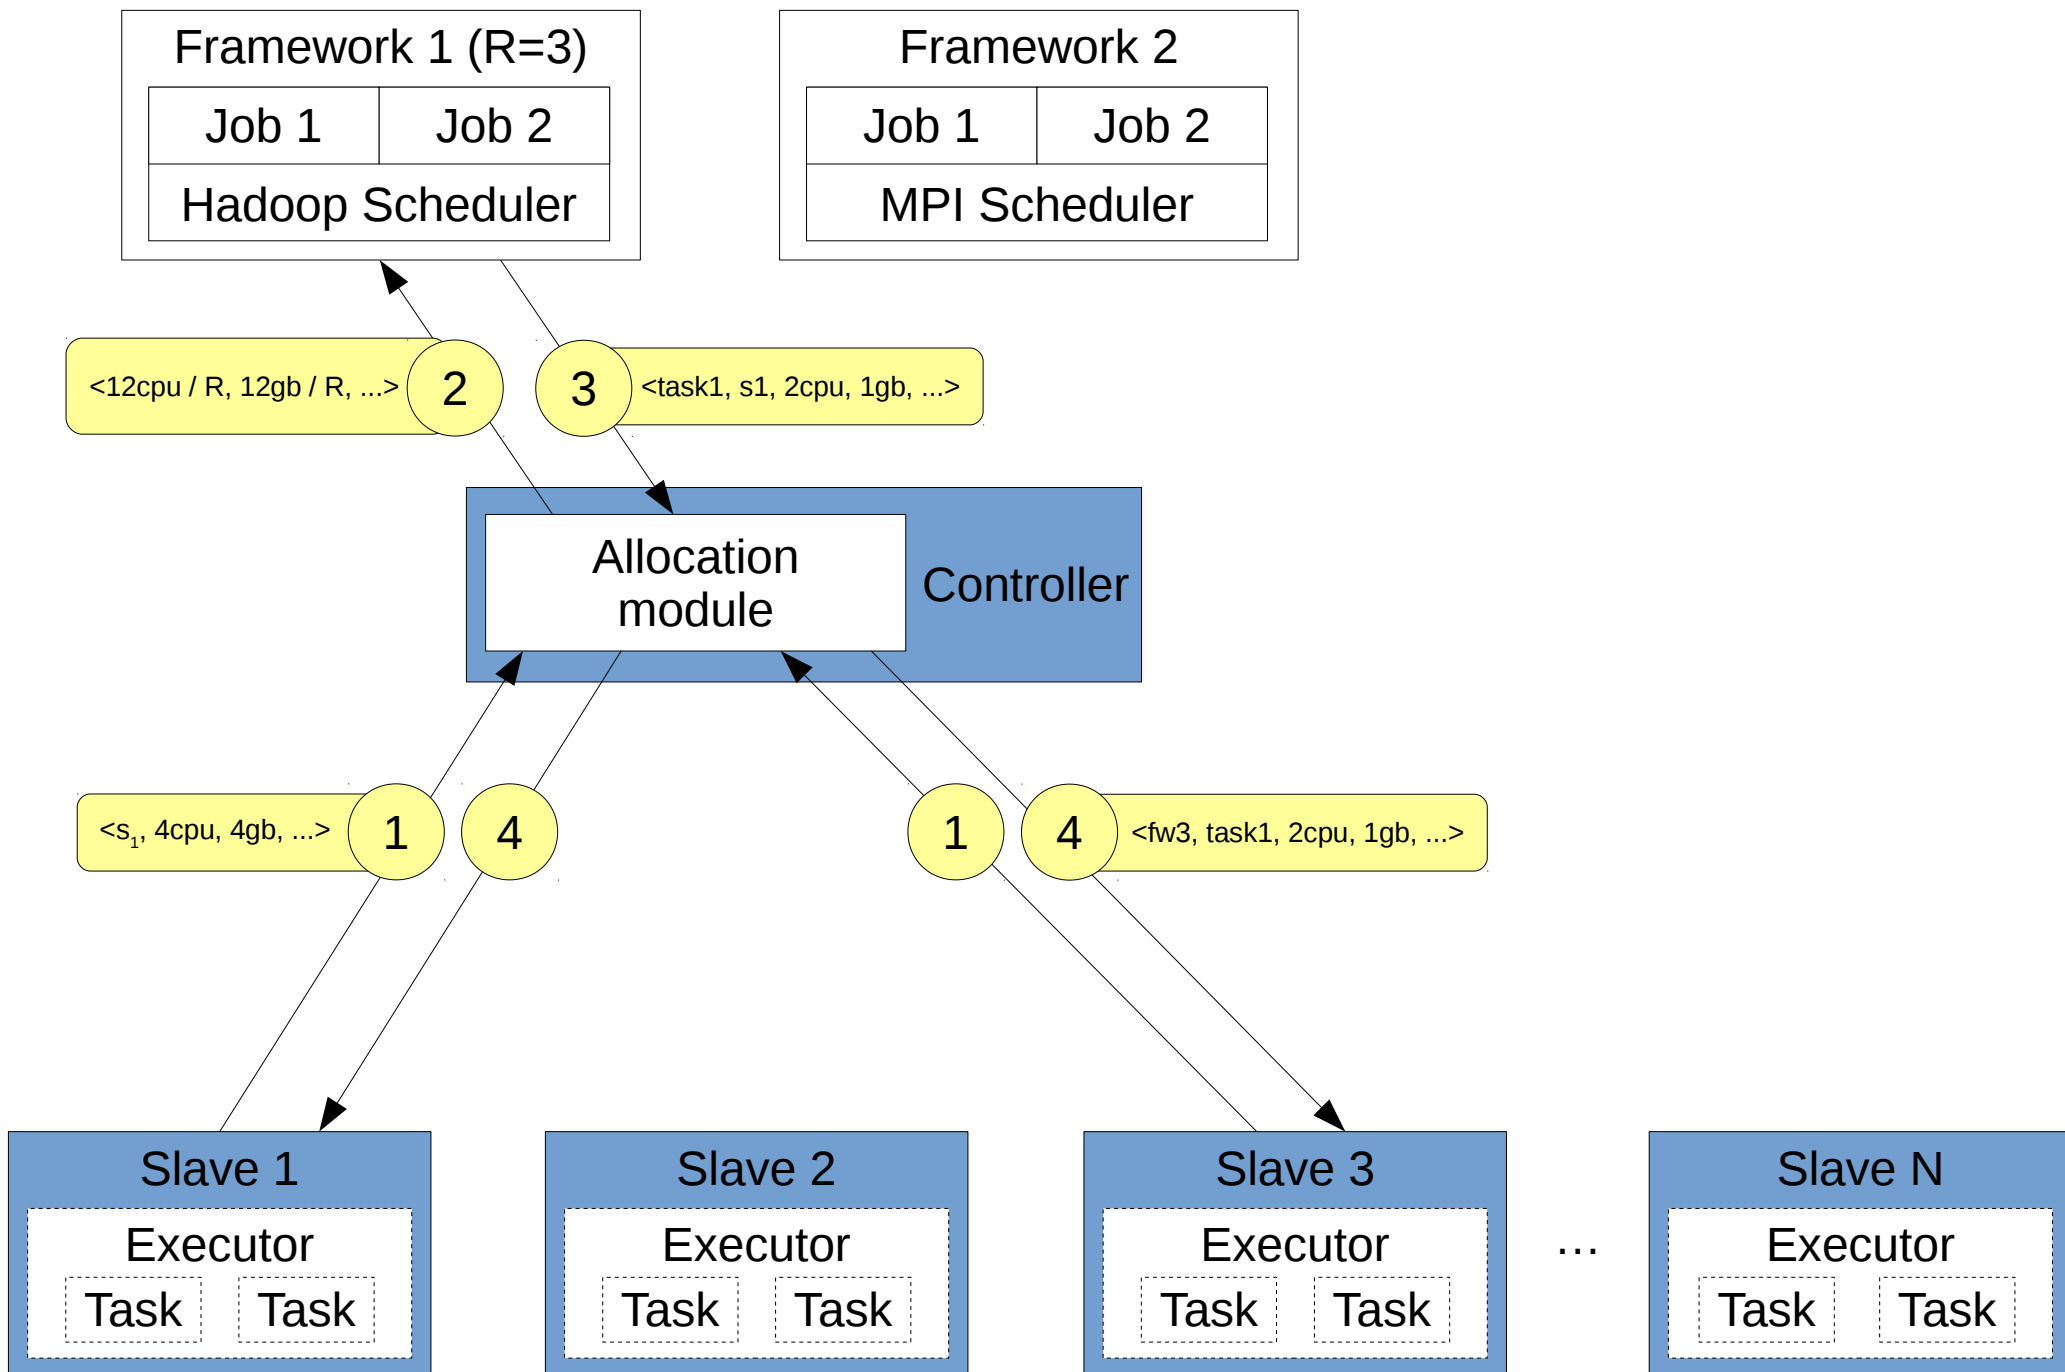 Framework 1 (R=3)
Job 1
Job 2
Hadoop Scheduler
Framework 2
Job 1
Job 2
MPI Scheduler
<12cpu / R, 12gb / R, ...>
2
3
<task1, s1, 2cpu, 1gb, ...>
Allocation
module
Controller
<s1, 4cpu, 4gb, ...>
1
4
1
4
<fw3, task1, 2cpu, 1gb, ...>
Slave 1
Executor
Task
Task
Slave 2
Executor
Task
Task
Slave 3
Executor
Task
Task
...
Slave N
Executor
Task
Task